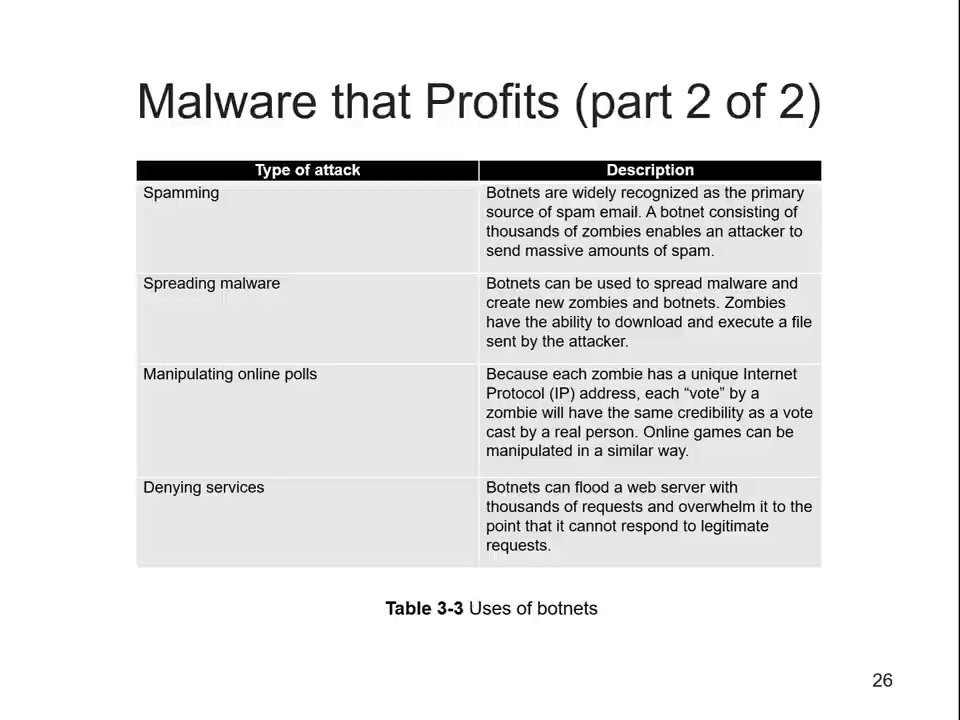 Malware that Profits (part 2 of 2)
Type of attack
Description
Spamming
Botnets are widely recognized as the primary
source of spam email. A botnet consisting of
thousands of zombies enables an attacker to
send massive amounts of spam.
Spreading malware
Botnets can be used to spread malware and
create new zombies and botnets. Zombies
have the ability to download and execute a file
sent by the attacker.
Manipulating online polls
Because each zombie has a unique Internet
Protocol (IP) address, each “vote” by a
zombie will have the same credibility as a vote
cast by a real person. Online games can be
manipulated in a similar way.
Denying services
Botnets can flood a web server with
thousands of requests and overwhelm it to the
point that it cannot respond to legitimate
requests.
Table 3-3 Uses of botnets
26